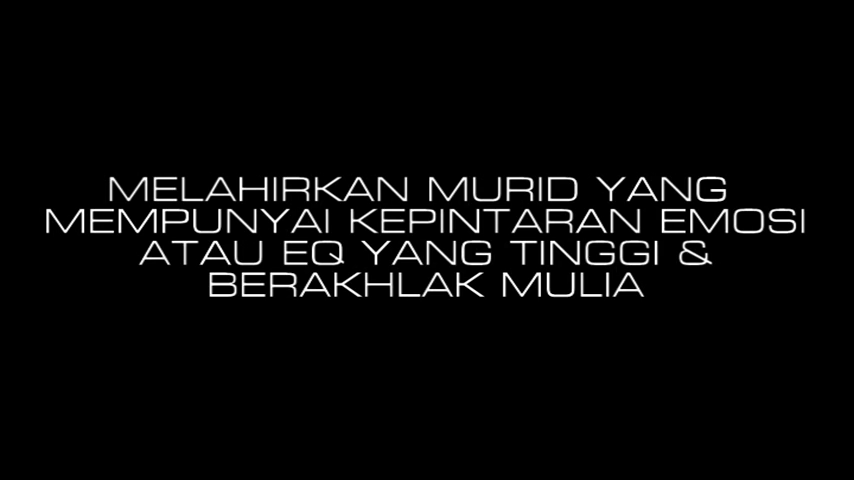 MELAHIRKAN MURID YANG
MEMPUNYAI KEPINTARAN EMOSI
ATAU EQ YANG TINGGI &
BERAKHLAK MULIA